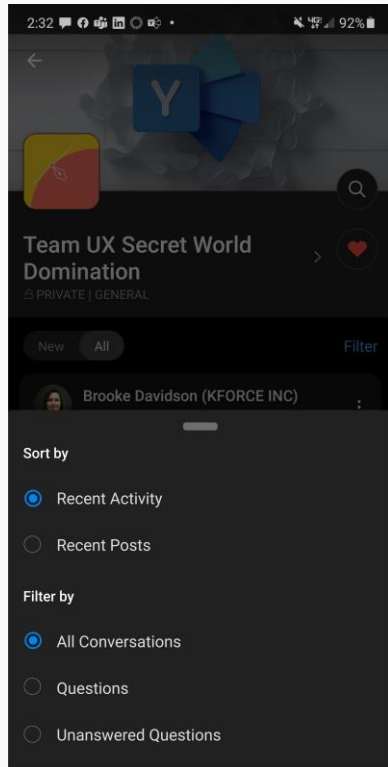 2:32 92%
Y
Team UX Secret World
Domination
PRIVATE | GENERAL
New All Filter
Brooke Davidson (KFORCE INC)
Sort by
Recent Activity
Recent Posts
Filter by
All Conversations
Questions
Unanswered Questions